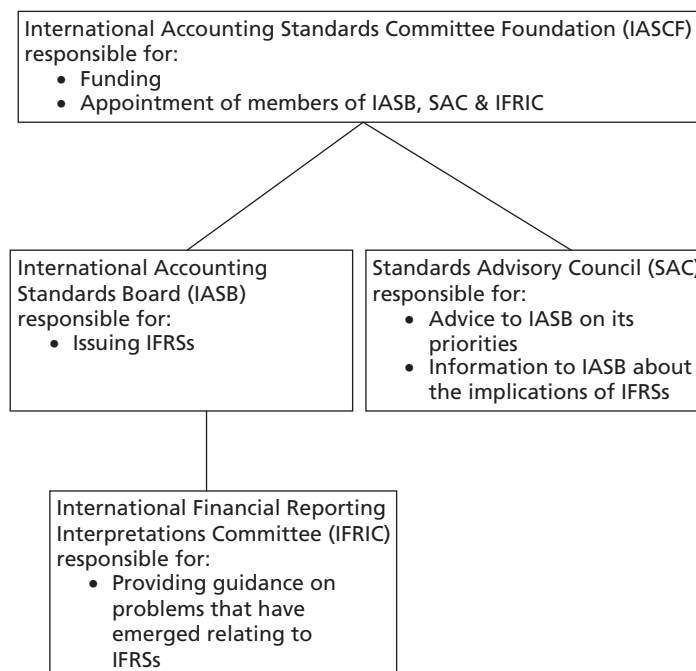 International Accounting Standards Committee Foundation (IASCF)
responsible for:
• Funding
• Appointment of members of IASB, SAC & IFRIC
International Accounting
Standards Board (IASB)
responsible for:
• Issuing IFRSs
Standards Advisory Council (SAC)
responsible for:
• Advice to IASB on its
priorities
• Information to IASB about
the implications of IFRSs
International Financial Reporting
Interpretations Committee (IFRIC)
responsible for:
• Providing guidance on
problems that have
emerged relating to
IFRSs